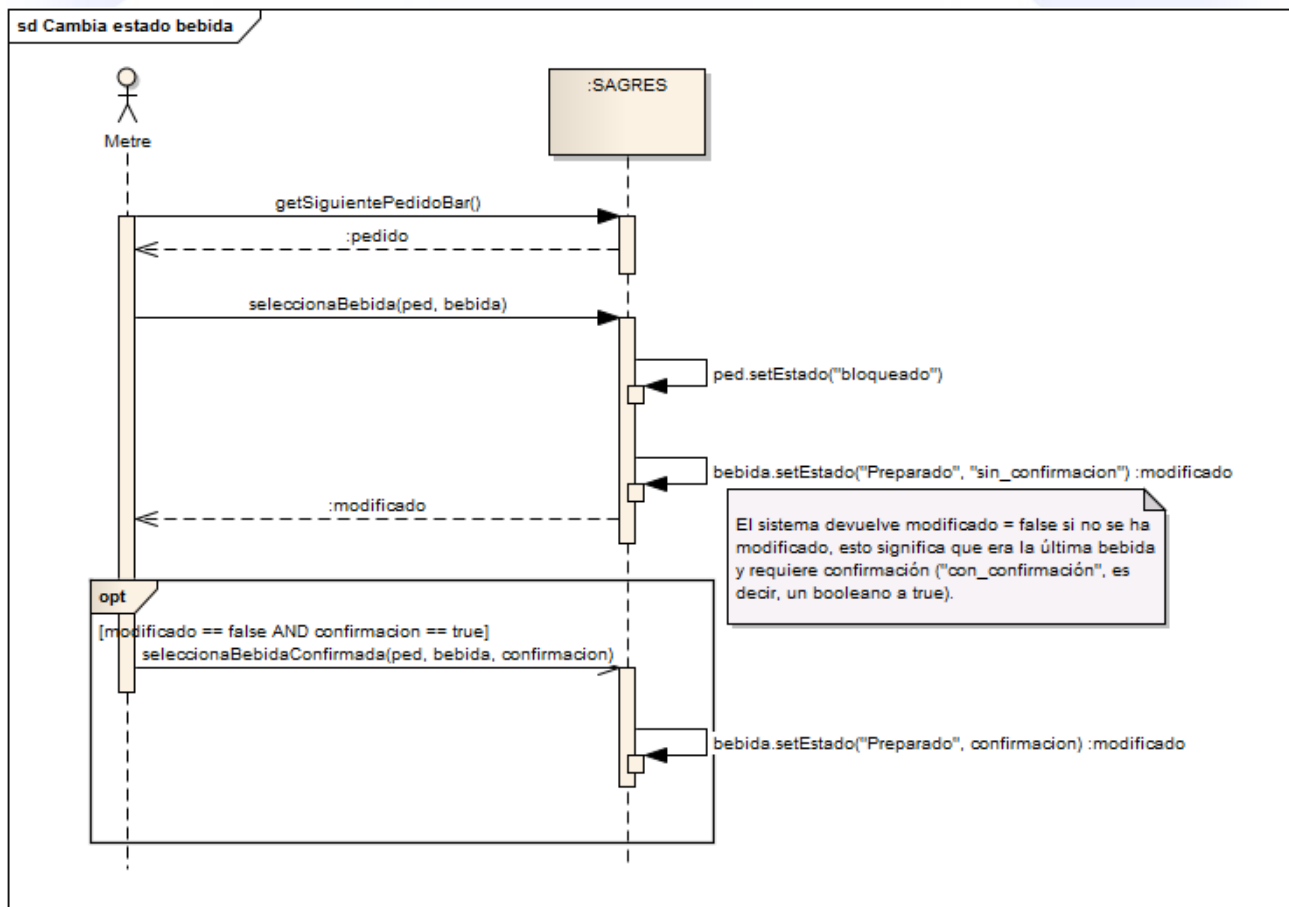 sd Cambia estado bebida
:SAGRES
Metre
getSiguientePedidoBar()
:pedido
seleccionaBebida(ped, bebida)
ped.setEstado("bloqueado")
bebida.setEstado("Preparado", "sin_confirmacion") :modificado
:modificado
El sistema devuelve modificado = false si no se ha
modificado, esto significa que era la última bebida
y requiere confirmación ("con_confirmación", es
decir, un booleano a true).
opt
[modificado == false AND confirmacion == true]
seleccionaBebidaConfirmada(ped, bebida, confirmacion)
bebida.setEstado("Preparado", confirmacion) :modificado